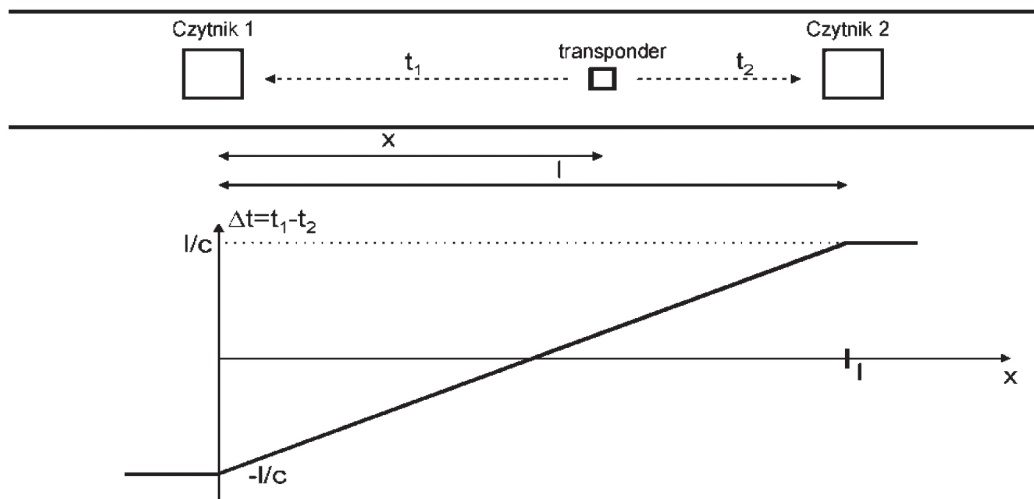 Czytnik 1
Czytnik 2
transponder
t₁
t₂
x
l
Δt=t₁-t₂
l/c
l
x
-l/c